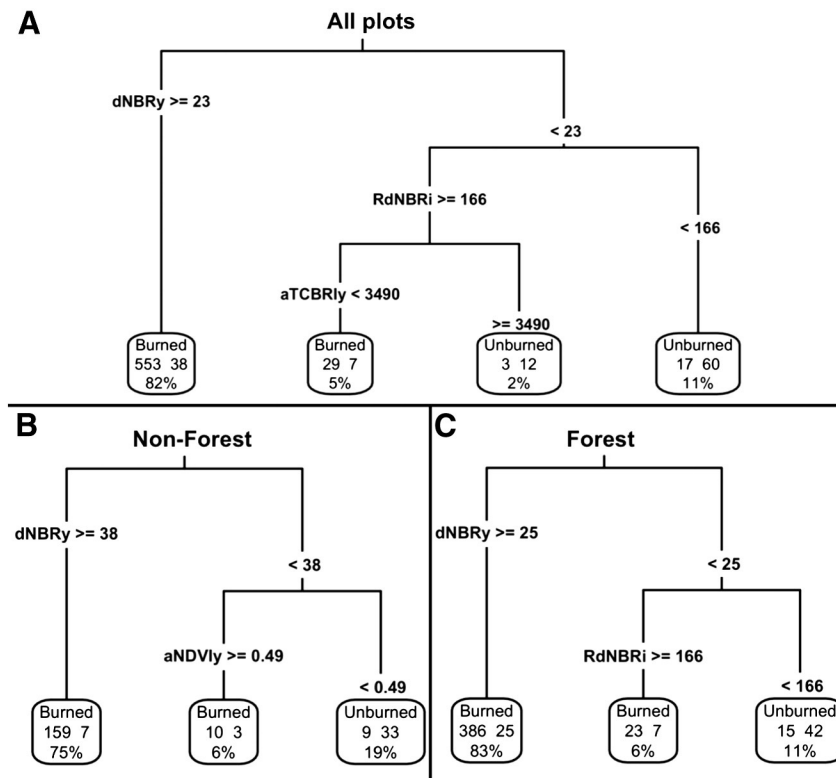 A
All plots
dNBRy >= 23
< 23
RdNBRi >= 166
< 166
aTCBRIy < 3490
>= 3490
Burned
553 38
82%
Burned
29 7
5%
Unburned
3 12
2%
Unburned
17 60
11%
B
Non-Forest
dNBRy >= 38
< 38
aNDVIy >= 0.49
< 0.49
Burned
159 7
75%
Burned
10 3
6%
Unburned
9 33
19%
C
Forest
dNBRy >= 25
< 25
RdNBRi >= 166
< 166
Burned
386 25
83%
Burned
23 7
6%
Unburned
15 42
11%